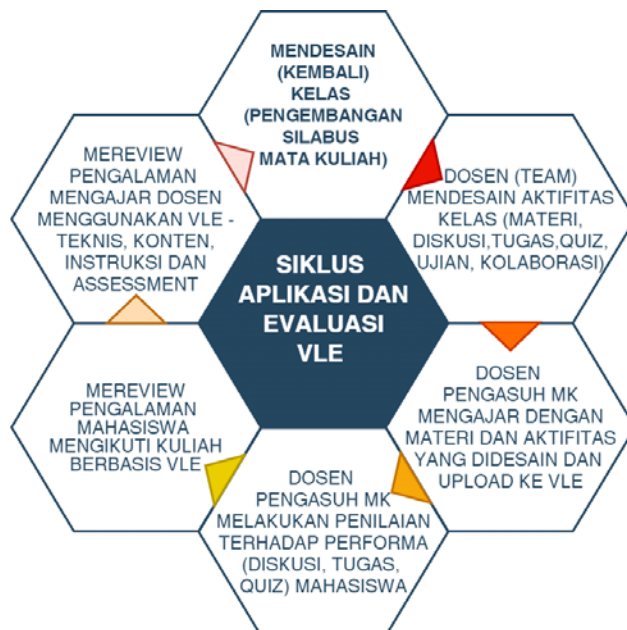 MENDESAIN
(KEMBALI)
KELAS
(PENGEMBANGAN
SILABUS
MATA KULIAH)
DOSEN (TEAM)
MENDESAIN AKTIFITAS
KELAS (MATERI,
DISKUSI,TUGAS,QUIZ,
UJIAN, KOLABORASI)
DOSEN
PENGASUH MK
MENGAJAR DENGAN
MATERI DAN AKTIFITAS
YANG DIDESAIN DAN
UPLOAD KE VLE
DOSEN
PENGASUH MK
MELAKUKAN PENILAIAN
TERHADAP PERFORMA
(DISKUSI, TUGAS,
QUIZ) MAHASISWA
MEREVIEW
PENGALAMAN
MAHASISWA
MENGIKUTI KULIAH
BERBASIS VLE
MEREVIEW
PENGALAMAN
MENGAJAR DOSEN
MENGGUNAKAN VLE -
TEKNIS, KONTEN,
INSTRUKSI DAN
ASSESSMENT
SIKLUS
APLIKASI DAN
EVALUASI
VLE